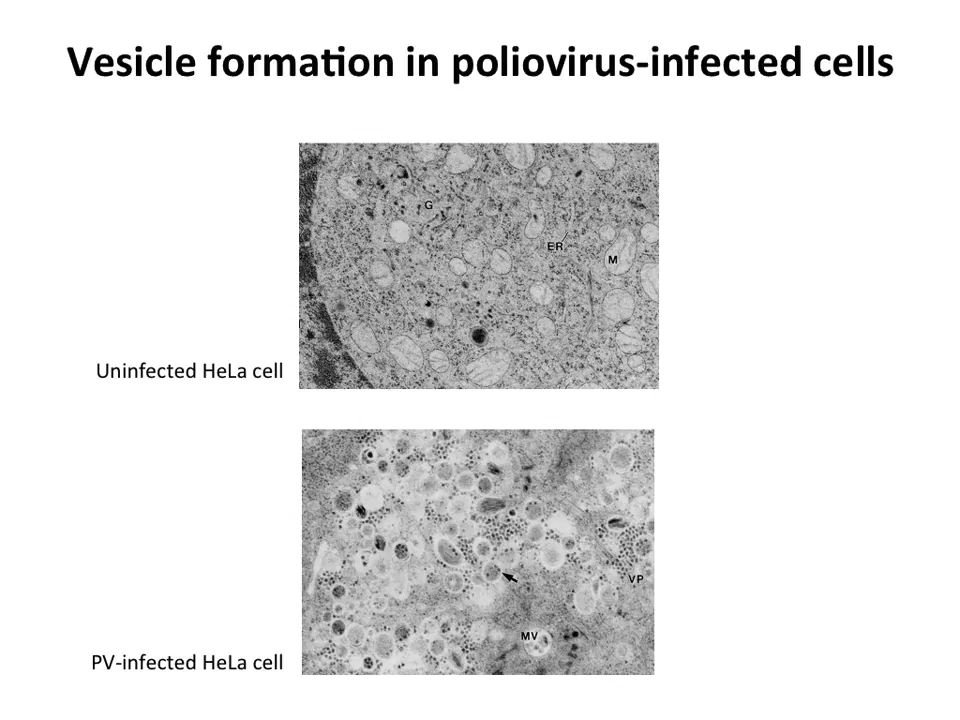 Vesicle formation in poliovirus-infected cells
G
ER
M
Uninfected HeLa cell
VP
MV
PV-infected HeLa cell